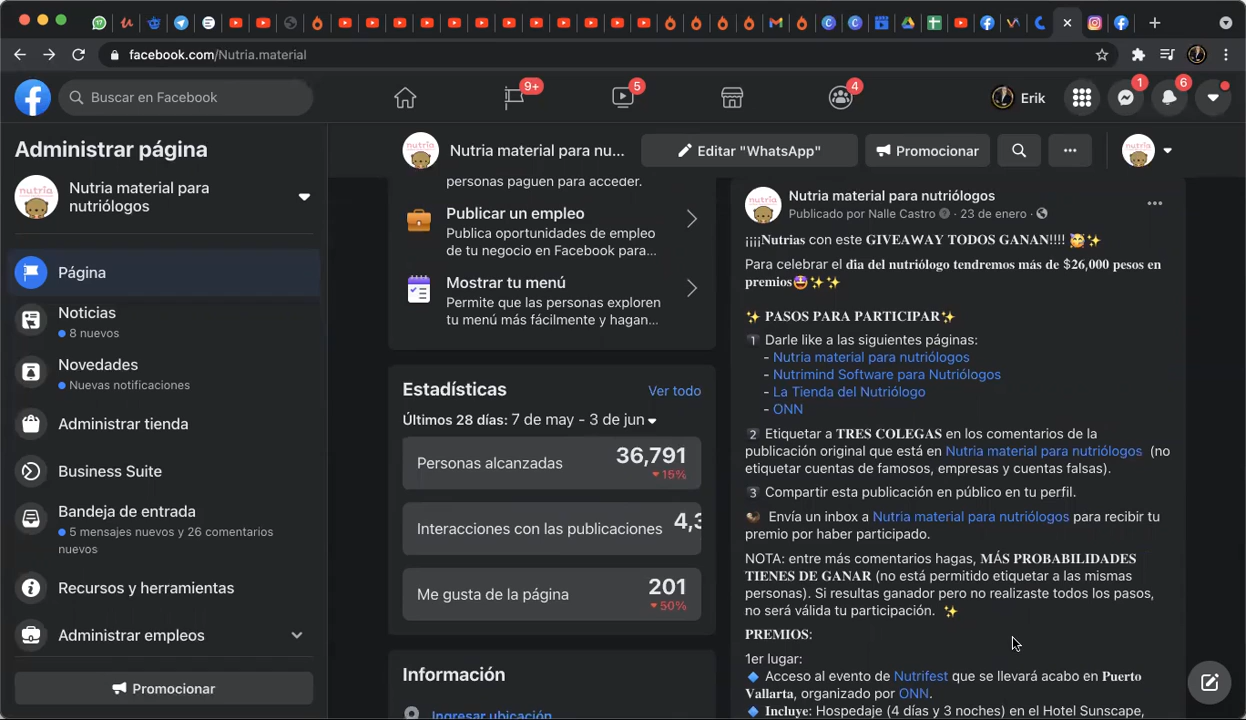 facebook.com/Nutria.material
Buscar en Facebook
9+
5
4
Erik
1
6
Administrar página
Nutria material para
nutriólogos
Página
Noticias
8 nuevos
Novedades
Nuevas notificaciones
Administrar tienda
Business Suite
Bandeja de entrada
5 mensajes nuevos y 26 comentarios
nuevos
Recursos y herramientas
Administrar empleos
Promocionar
nutria
Nutria material para nu...
Editar "WhatsApp"
Promocionar
...
personas paguen para acceder.
Publicar un empleo
Publica oportunidades de empleo
de tu negocio en Facebook para...
Mostrar tu menú
Permite que las personas exploren
tu menú más fácilmente y hagan...
Estadísticas
Ver todo
Últimos 28 días: 7 de may - 3 de jun
Personas alcanzadas
36,791
15%
Interacciones con las publicaciones
4,3
Me gusta de la página
201
50%
Información
Ingresar ubicación
Nutria material para nutriólogos
Publicado por Nalle Castro · 23 de enero ·
¡¡¡¡Nutrias con este GIVEAWAY TODOS GANAN!!!! 🥳✨
Para celebrar el día del nutriólogo tendremos más de $26,000 pesos en
premios🤩✨✨
✨ PASOS PARA PARTICIPAR✨
1 Darle like a las siguientes páginas:
- Nutria material para nutriólogos
- Nutrimind Software para Nutriólogos
- La Tienda del Nutriólogo
- ONN
2 Etiquetar a TRES COLEGAS en los comentarios de la
publicación original que está en Nutria material para nutriólogos (no
etiquetar cuentas de famosos, empresas y cuentas falsas).
3 Compartir esta publicación en público en tu perfil.
Envía un inbox a Nutria material para nutriólogos para recibir tu
premio por haber participado.
NOTA: entre más comentarios hagas, MÁS PROBABILIDADES
TIENES DE GANAR (no está permitido etiquetar a las mismas
personas). Si resultas ganador pero no realizaste todos los pasos,
no será válida tu participación. ✨
PREMIOS:
1er lugar:
🔹 Acceso al evento de Nutrifest que se llevará acabo en Puerto
Vallarta, organizado por ONN.
🔹 Incluye: Hospedaje (4 días y 3 noches) en el Hotel Sunscape,